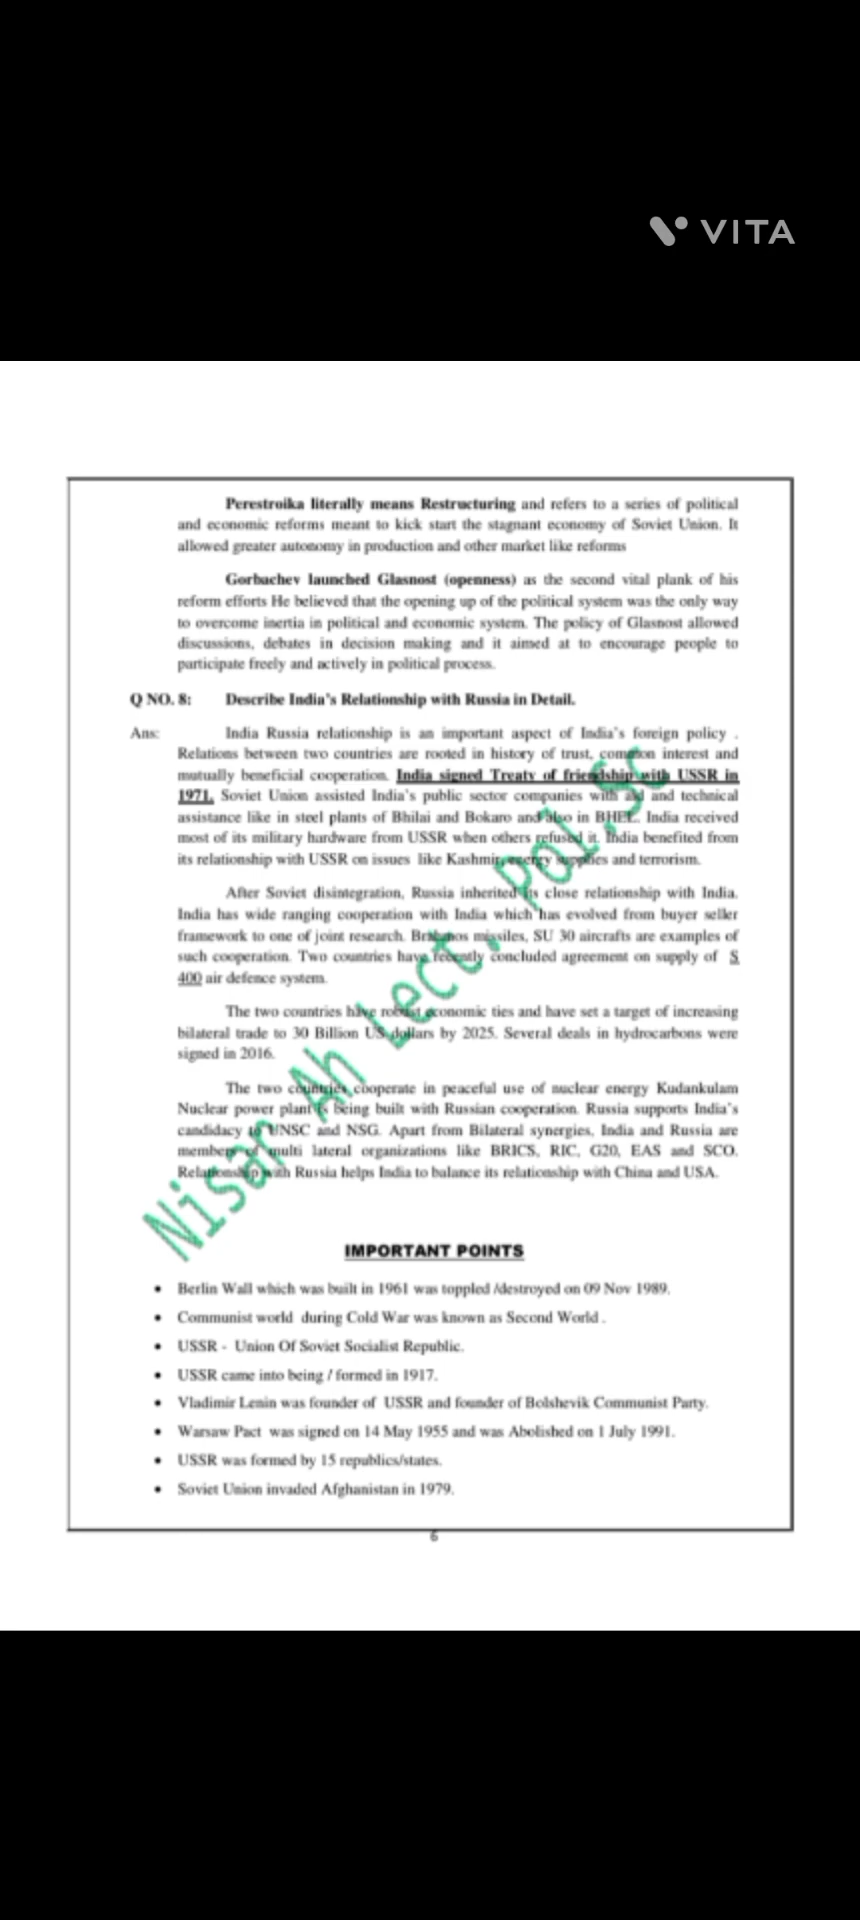 VITA
Perestroika literally means Restructuring and refers to a series of political
and economic reforms meant to kick start the stagnant economy of Soviet Union. It
allowed greater autonomy in production and other market like reforms
Gorbachev launched Glasnost (openness) as the second vital plank of his
reform efforts He believed that the opening up of the political system was the only way
to overcome inertia in political and economic system. The policy of Glasnost allowed
discussions, debates in decision making and it aimed at to encourage people to
participate freely and actively in political process.
Q NO. 8: Describe India's Relationship with Russia in Detail.
Ans: India Russia relationship is an important aspect of India's foreign policy .
Relations between two countries are rooted in history of trust, common interest and
mutually beneficial cooperation. India signed Treaty of friendship with USSR in
1971. Soviet Union assisted India's public sector companies with aid and technical
assistance like in steel plants of Bhilai and Bokaro and also in BHEL. India received
most of its military hardware from USSR when others refused it. India benefited from
its relationship with USSR on issues like Kashmir, energy supplies and terrorism.
After Soviet disintegration, Russia inherited its close relationship with India.
India has wide ranging cooperation with India which has evolved from buyer seller
framework to one of joint research. Brahmos missiles, SU 30 aircrafts are examples of
such cooperation. Two countries have recently concluded agreement on supply of S
400 air defence system.
The two countries have robust economic ties and have set a target of increasing
bilateral trade to 30 Billion US dollars by 2025. Several deals in hydrocarbons were
signed in 2016.
The two countries cooperate in peaceful use of nuclear energy Kudankulam
Nuclear power plant is being built with Russian cooperation. Russia supports India's
candidacy to UNSC and NSG. Apart from Bilateral synergies, India and Russia are
members of multi lateral organizations like BRICS, RIC, G20, EAS and SCO.
Relationship with Russia helps India to balance its relationship with China and USA.
Nisar Ah Lect. Pol.Sc
IMPORTANT POINTS
• Berlin Wall which was built in 1961 was toppled /destroyed on 09 Nov 1989.
• Communist world during Cold War was known as Second World .
• USSR - Union Of Soviet Socialist Republic.
• USSR came into being / formed in 1917.
• Vladimir Lenin was founder of USSR and founder of Bolshevik Communist Party.
• Warsaw Pact was signed on 14 May 1955 and was Abolished on 1 July 1991.
• USSR was formed by 15 republics/states.
• Soviet Union invaded Afghanistan in 1979.
6